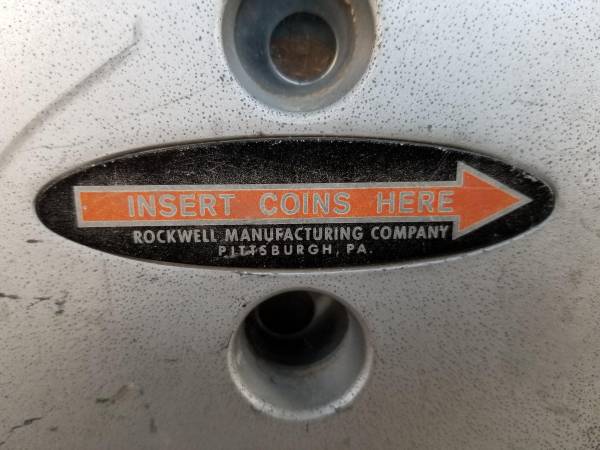 INSERT COINS HERE
ROCKWELL MANUFACTURING COMPANY
PITTSBURGH, PA.